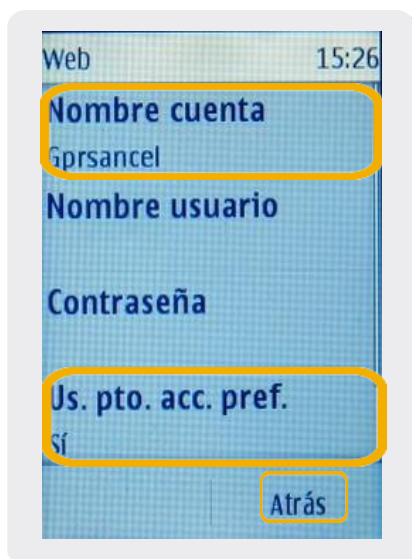 Web 15:26
Nombre cuenta
Gprsancel
Nombre usuario
Contraseña
Us. pto. acc. pref.
Sí
Atrás